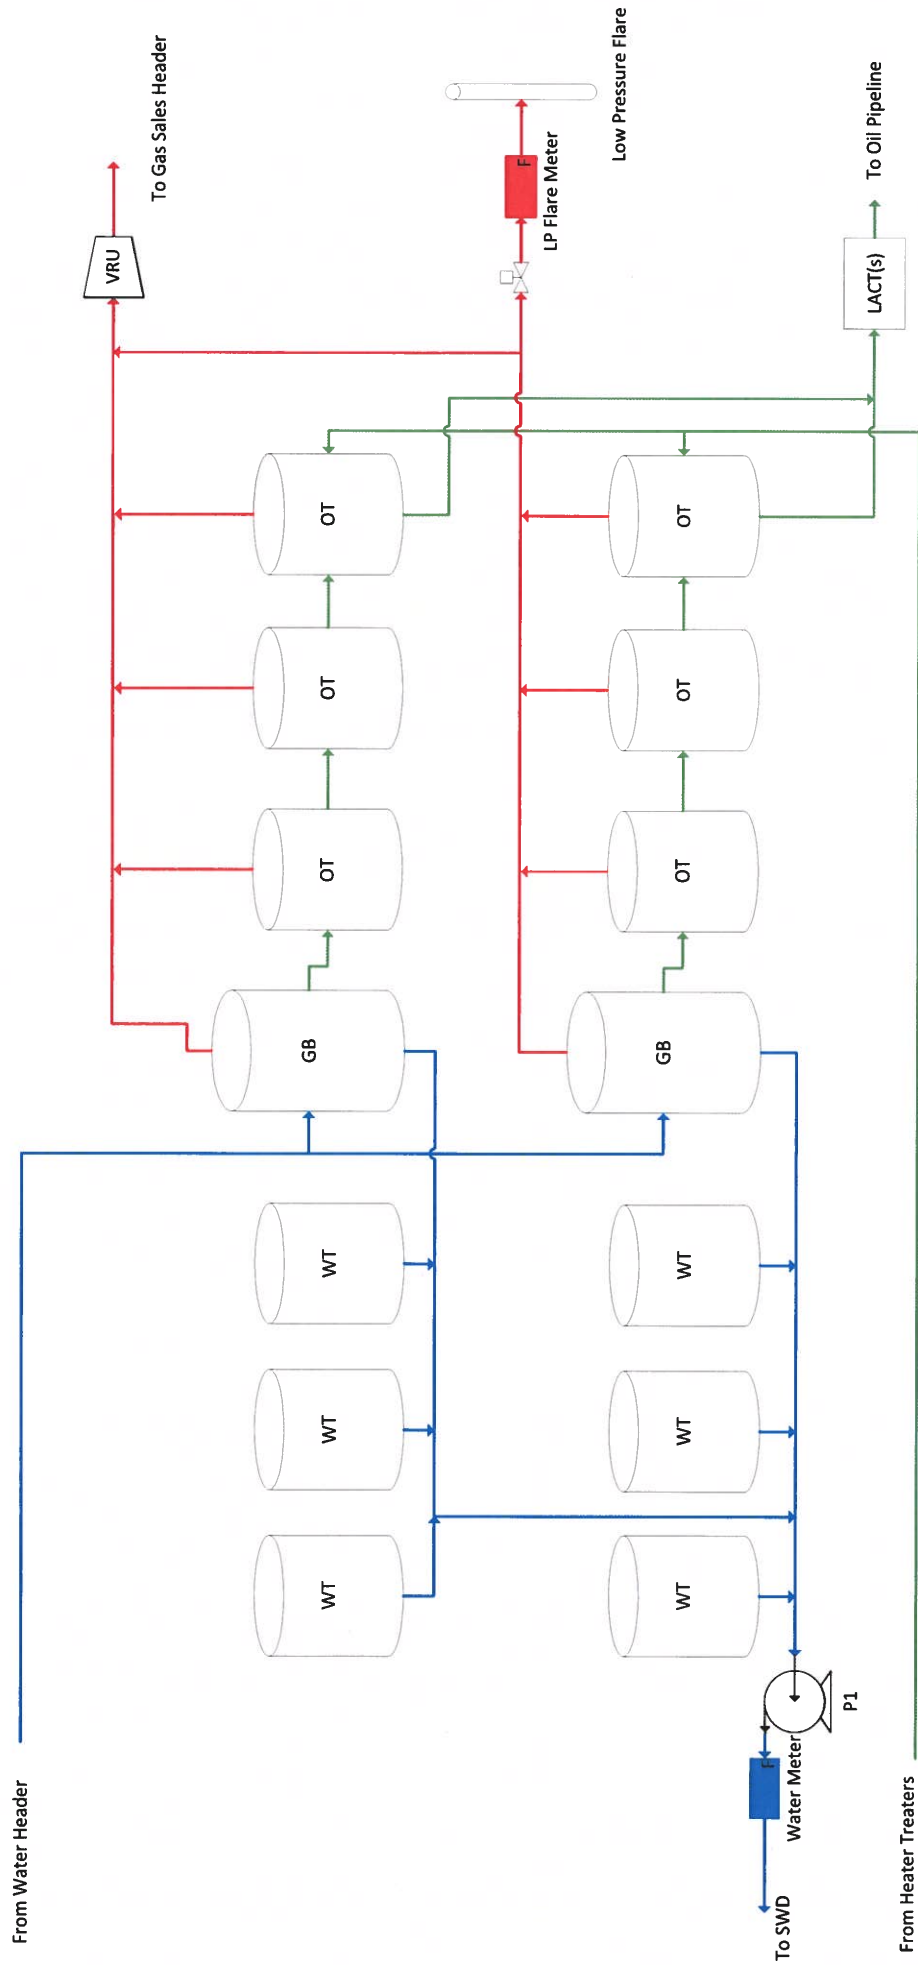 From Water Header
To Gas Sales Header
VRU
WT
WT
WT
GB
OT
OT
OT
Low Pressure Flare
F
LP Flare Meter
WT
WT
WT
GB
OT
OT
OT
LACT(s)
To Oil Pipeline
F
Water Meter
To SWD
P1
From Heater Treaters